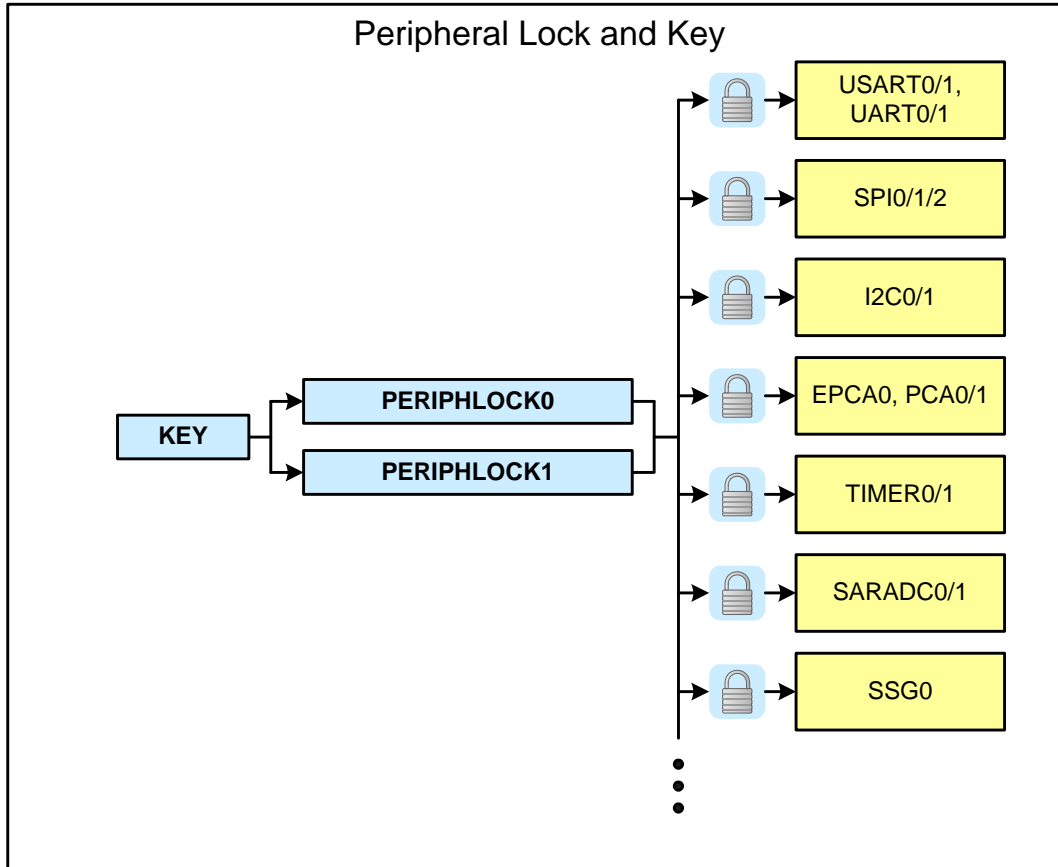 Peripheral Lock and Key
USART0/1,
UART0/1
SPI0/1/2
I2C0/1
EPCA0, PCA0/1
TIMER0/1
SARADC0/1
SSG0
KEY
PERIPHLOCK0
PERIPHLOCK1